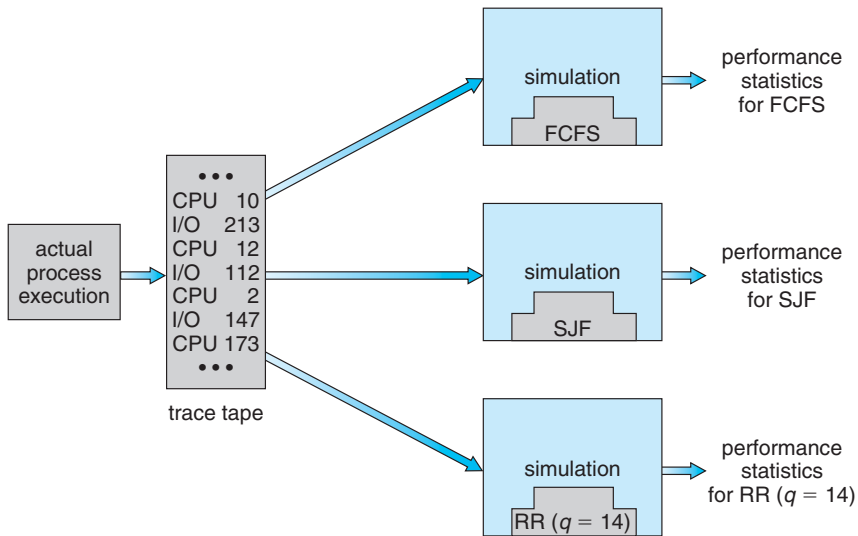 actual
process
execution
• • •
CPU 10
I/O 213
CPU 12
I/O 112
CPU 2
I/O 147
CPU 173
• • •
trace tape
simulation
FCFS
performance
statistics
for FCFS
simulation
SJF
performance
statistics
for SJF
simulation
RR (q = 14)
performance
statistics
for RR (q = 14)